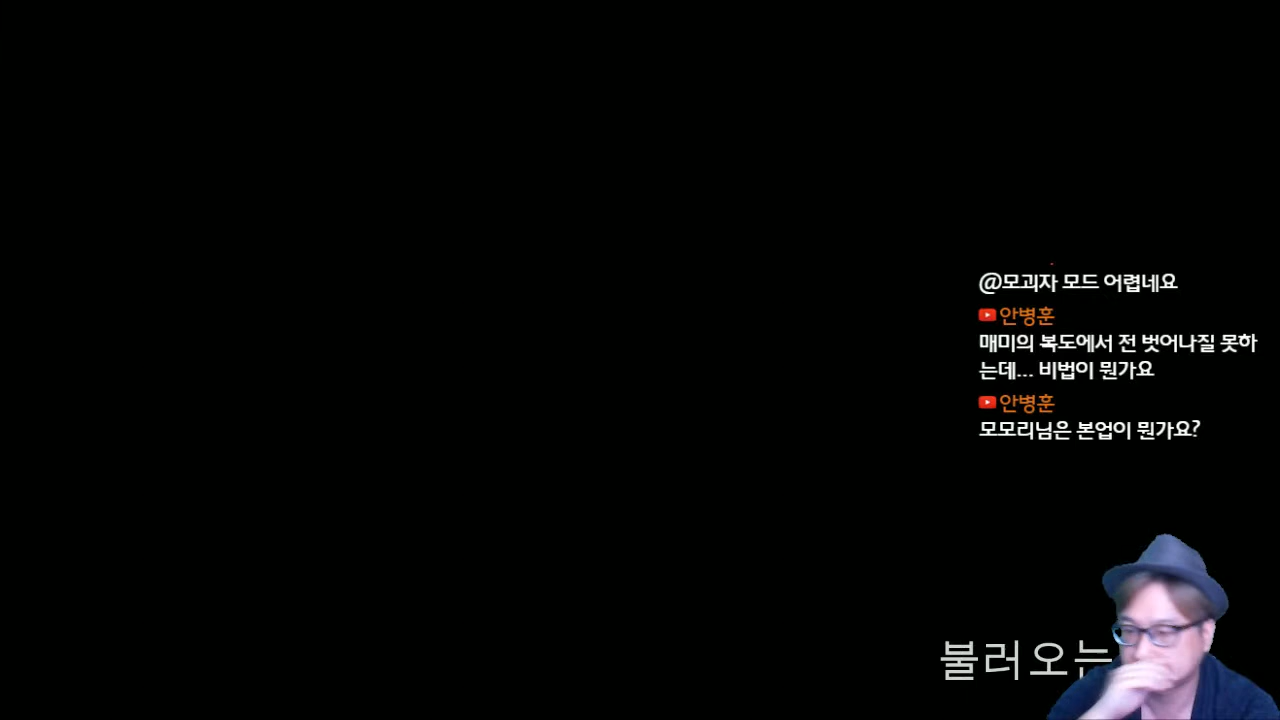 @모괴자 모드 어렵네요
안병훈
매미의 복도에서 전 벗어나질 못하
는데... 비법이 뭔가요
안병훈
모모리님은 본업이 뭔가요?
불러오는